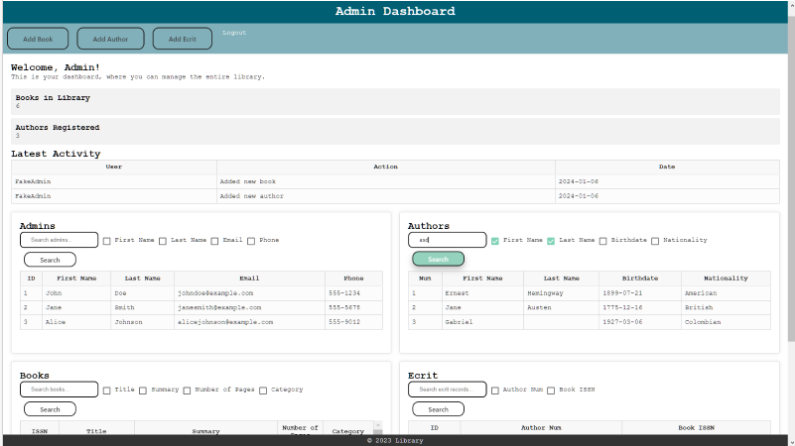 Admin Dashboard
Add Book Add Author Add Ecrit Logout
Welcome, Admin!
This is your dashboard, where you can manage the entire library.
Books in Library
6
Authors Registered
3
Latest Activity
User Action Date
FakeAdmin Added new book 2024-01-06
FakeAdmin Added new author 2024-01-06
Admins
Search admins... First Name Last Name Email Phone
Search
ID First Name Last Name Email Phone
1 John Doe johndoe@example.com 555-1234
2 Jane Smith janesmith@example.com 555-5678
3 Alice Johnson alicejohnson@example.com 555-9012
Authors
First Name Last Name Birthdate Nationality
Search
Num First Name Last Name Birthdate Nationality
1 Ernest Hemingway 1899-07-21 American
2 Jane Austen 1775-12-16 British
3 Gabriel 1927-03-06 Colombian
Books
Search books... Title Summary Number of Pages Category
Search
ISSN Title Summary Number of Category
Ecrit
Search ecrit records... Author Num Book ISSN
Search
ID Author Num Book ISSN
© 2023 Library